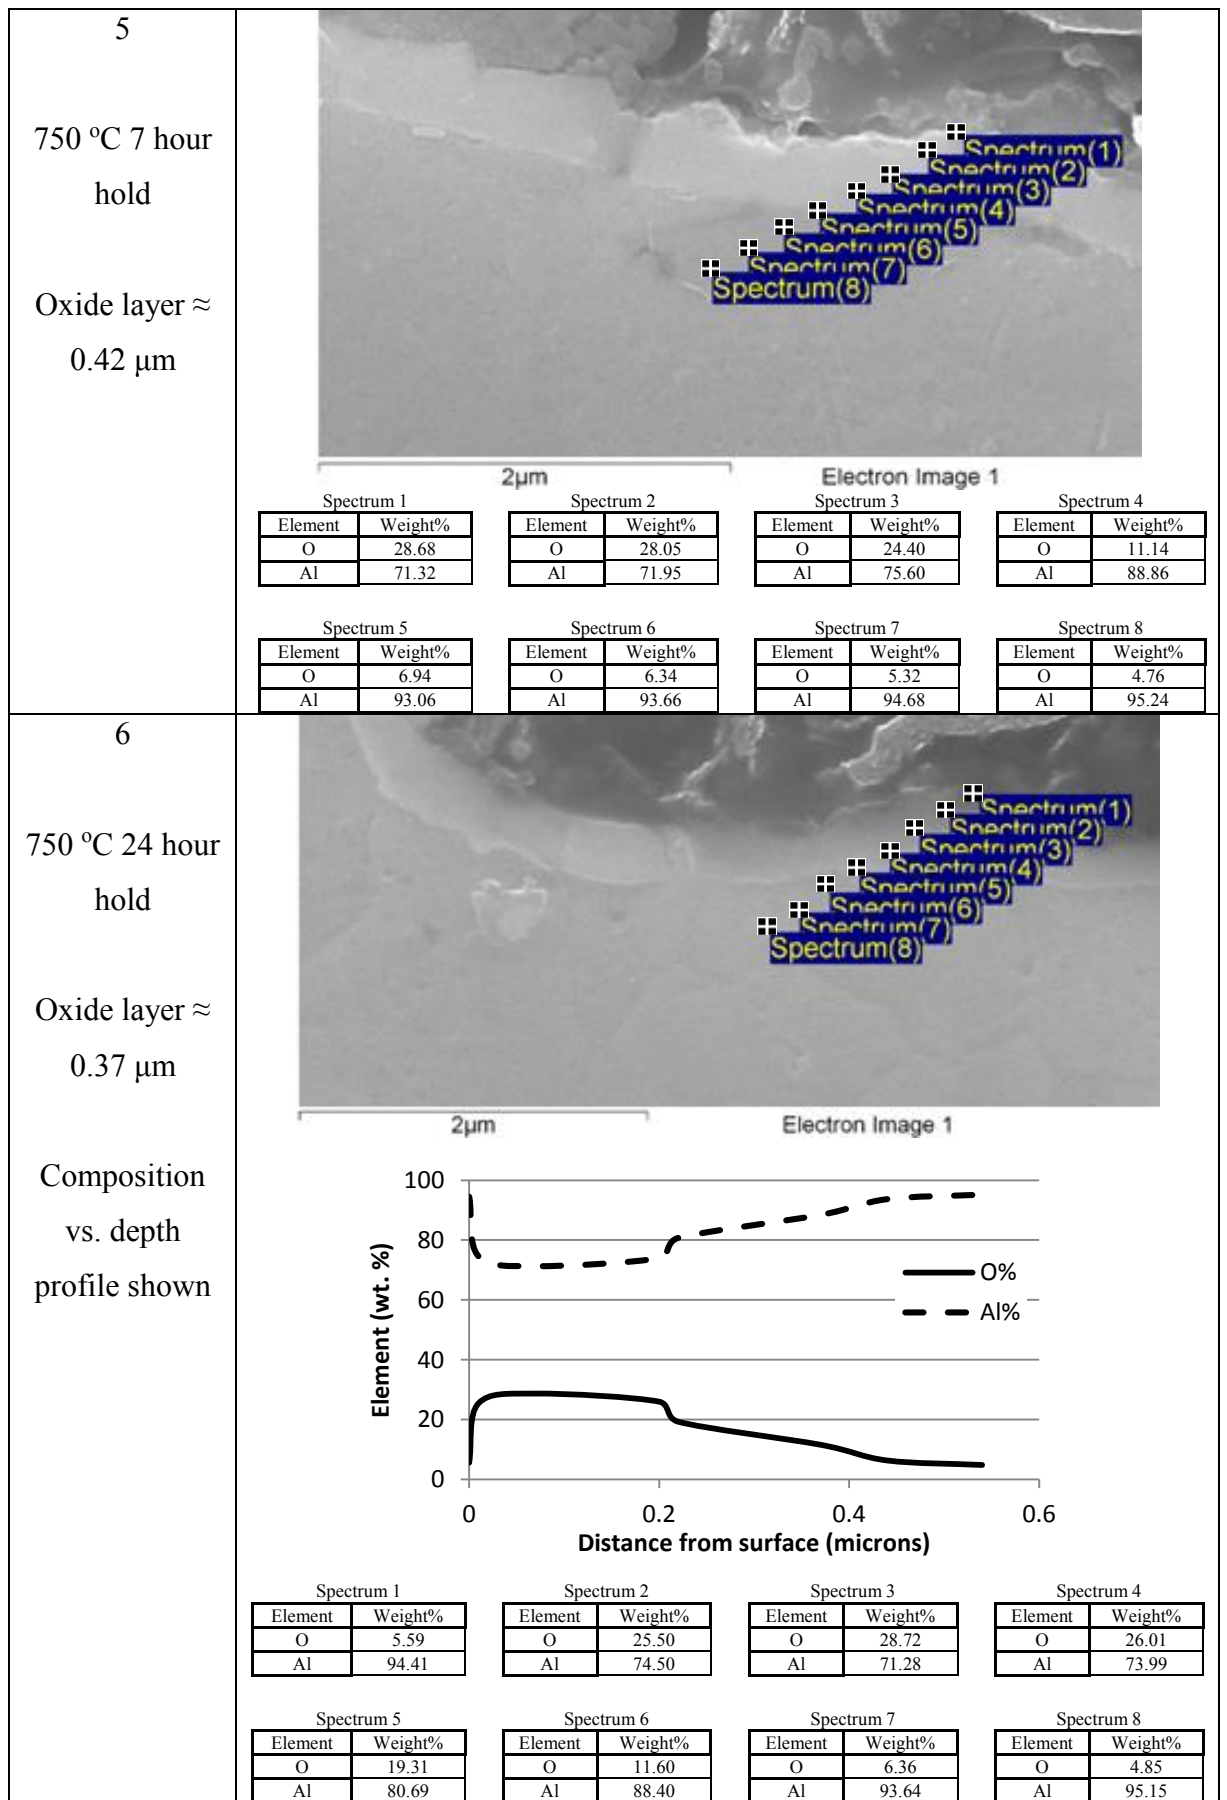 5
750 °C 7 hour
hold
Oxide layer ≈
0.42 μm
Spectrum(1)
Spectrum(2)
Spectrum(3)
Spectrum(4)
Spectrum(5)
Spectrum(6)
Spectrum(7)
Spectrum(8)
2μm Electron Image 1
Spectrum 1 Spectrum 2 Spectrum 3 Spectrum 4
Element Weight% Element Weight% Element Weight% Element Weight%
O 28.68 O 28.05 O 24.40 O 11.14
Al 71.32 Al 71.95 Al 75.60 Al 88.86
Spectrum 5 Spectrum 6 Spectrum 7 Spectrum 8
Element Weight% Element Weight% Element Weight% Element Weight%
O 6.94 O 6.34 O 5.32 O 4.76
Al 93.06 Al 93.66 Al 94.68 Al 95.24
6
750 °C 24 hour
hold
Oxide layer ≈
0.37 μm
Composition
vs. depth
profile shown
Spectrum(1)
Spectrum(2)
Spectrum(3)
Spectrum(4)
Spectrum(5)
Spectrum(6)
Spectrum(7)
Spectrum(8)
2μm Electron Image 1
Element (wt. %)
100
80
60
40
20
0
O%
Al%
0 0.2 0.4 0.6
Distance from surface (microns)
Spectrum 1 Spectrum 2 Spectrum 3 Spectrum 4
Element Weight% Element Weight% Element Weight% Element Weight%
O 5.59 O 25.50 O 28.72 O 26.01
Al 94.41 Al 74.50 Al 71.28 Al 73.99
Spectrum 5 Spectrum 6 Spectrum 7 Spectrum 8
Element Weight% Element Weight% Element Weight% Element Weight%
O 19.31 O 11.60 O 6.36 O 4.85
Al 80.69 Al 88.40 Al 93.64 Al 95.15